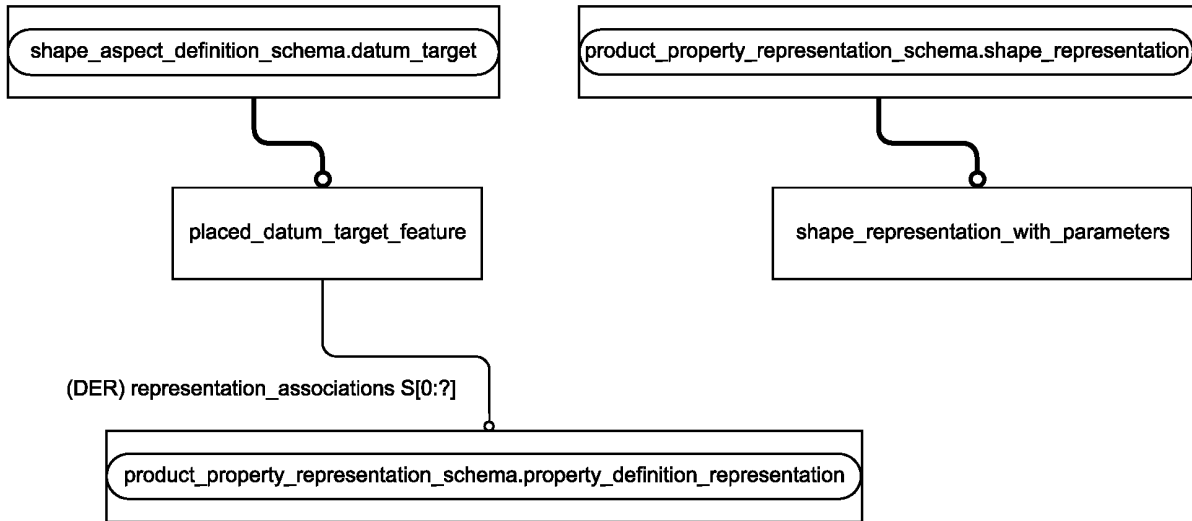 shape_aspect_definition_schema.datum_target
product_property_representation_schema.shape_representation
placed_datum_target_feature
shape_representation_with_parameters
(DER) representation_associations S[0:?]
product_property_representation_schema.property_definition_representation